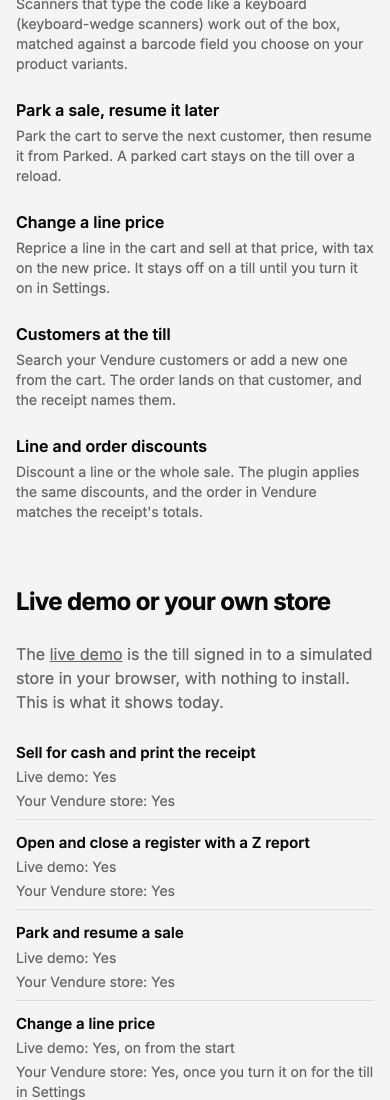 Scanners that type the code like a keyboard
(keyboard-wedge scanners) work out of the box,
matched against a barcode field you choose on your
product variants.
Park a sale, resume it later
Park the cart to serve the next customer, then resume
it from Parked. A parked cart stays on the till over a
reload.
Change a line price
Reprice a line in the cart and sell at that price, with tax
on the new price. It stays off on a till until you turn it
on in Settings.
Customers at the till
Search your Vendure customers or add a new one
from the cart. The order lands on that customer, and
the receipt names them.
Line and order discounts
Discount a line or the whole sale. The plugin applies
the same discounts, and the order in Vendure
matches the receipt's totals.
Live demo or your own store
The live demo is the till signed in to a simulated
store in your browser, with nothing to install.
This is what it shows today.
Sell for cash and print the receipt
Live demo: Yes
Your Vendure store: Yes
Open and close a register with a Z report
Live demo: Yes
Your Vendure store: Yes
Park and resume a sale
Live demo: Yes
Your Vendure store: Yes
Change a line price
Live demo: Yes, on from the start
Your Vendure store: Yes, once you turn it on for the till
in Settings